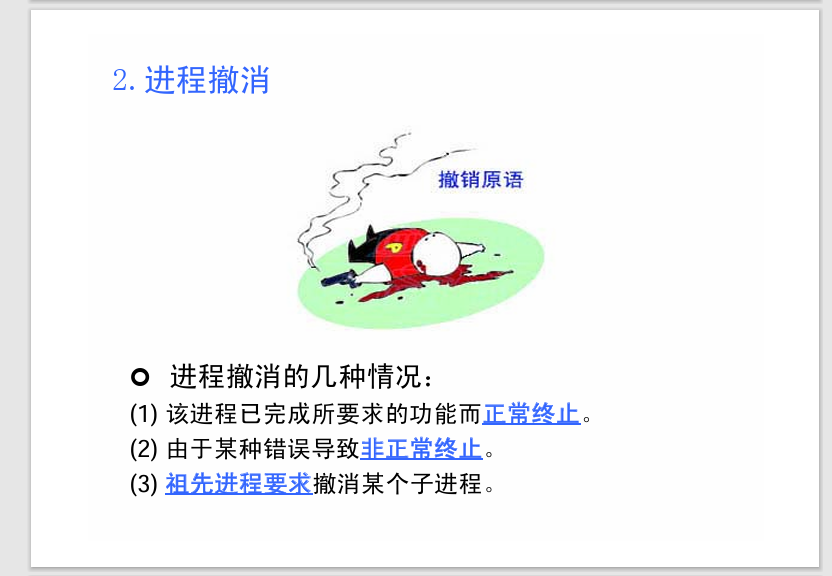 2. 进程撤消
撤销原语
进程撤消的几种情况：
(1) 该进程已完成所要求的功能而正常终止。
(2) 由于某种错误导致非正常终止。
(3) 祖先进程要求撤消某个子进程。